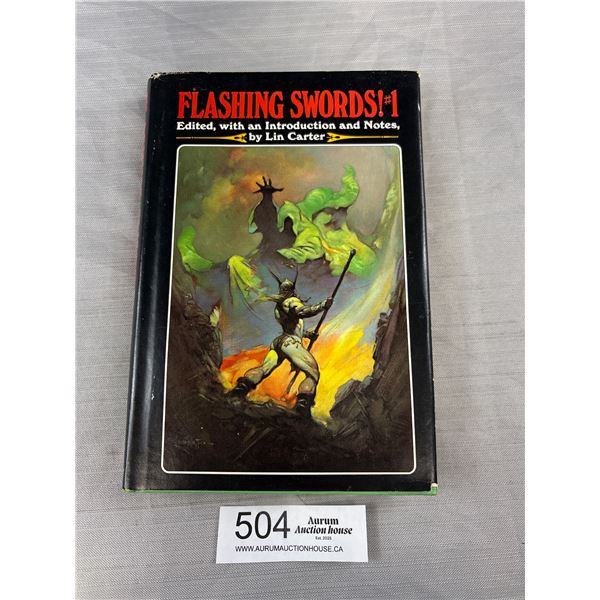 FLASHING SWORDS! #1
Edited, with an Introduction and Notes,
by Lin Carter
504
Aurum
Auction house
Est. 2025
WWW.AURUMAUCTIONHOUSE.CA